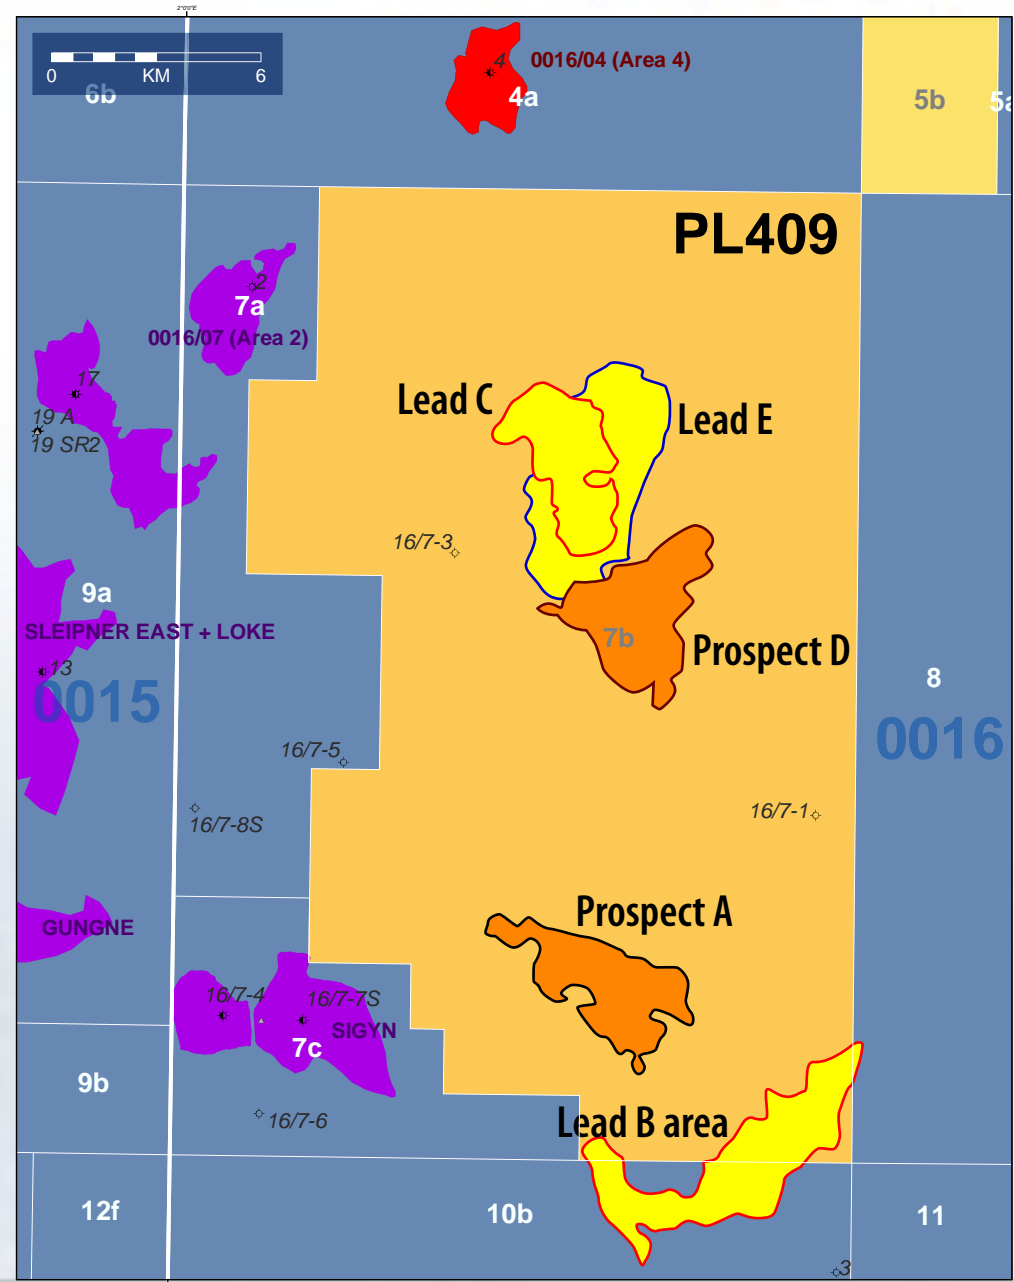 2°0'0"E
0 KM 6
6b
4
0016/04 (Area 4)
4a
5b
5a
PL409
2
7a
0016/07 (Area 2)
17
19 A
19 SR2
Lead C
Lead E
16/7-3
9a
SLEIPNER EAST + LOKE
7b
Prospect D
13
0015
8
0016
16/7-5
16/7-8S
16/7-1
Prospect A
GUNGNE
16/7-4
16/7-7S
SIGYN
7c
9b
16/7-6
Lead B area
12f
10b
11
3